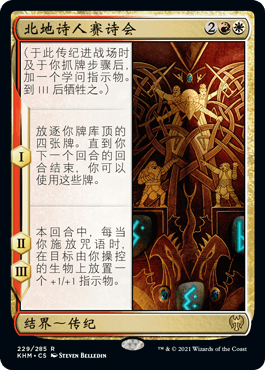 北地诗人赛诗会
2
（于此传纪进战场时
及于你抓牌步骤后，
加一个学问指示物。
到 III 后牺牲之。）
I
放逐你牌库顶的
四张牌。直到你
下一个回合的回
合结束，你可以
使用这些牌。
II
III
本回合中，每当
你施放咒语时，
在目标由你操控
的生物上放置一
个 +1/+1 指示物。
结界～传纪
229/285 R
KHM • CS STEVEN BELLEDIN
™ & © 2021 Wizards of the Coast